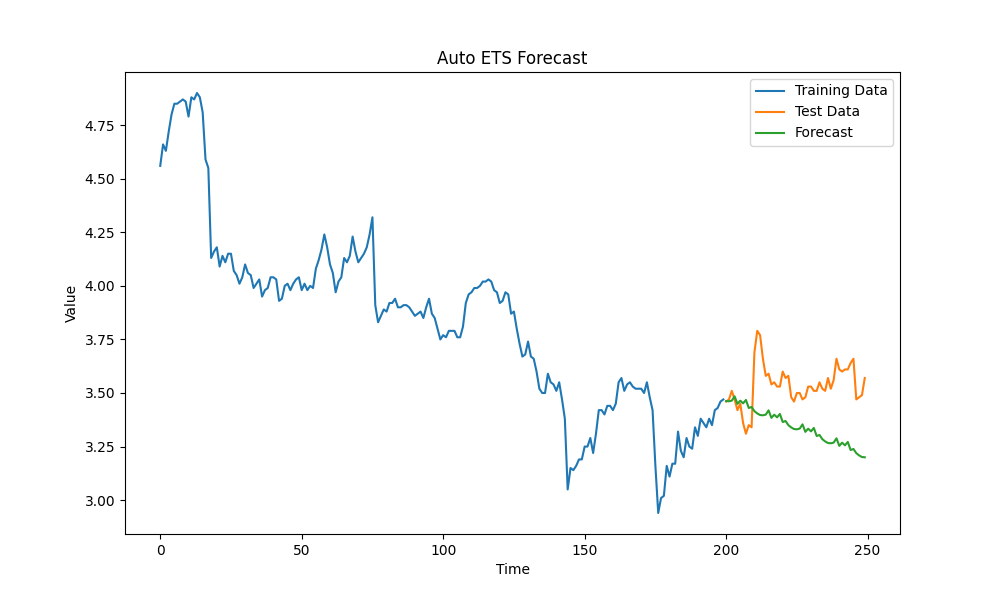 Auto ETS Forecast
Training Data
Test Data
Forecast
Value
4.75
4.50
4.25
4.00
3.75
3.50
3.25
3.00
0
50
100
150
200
250
Time